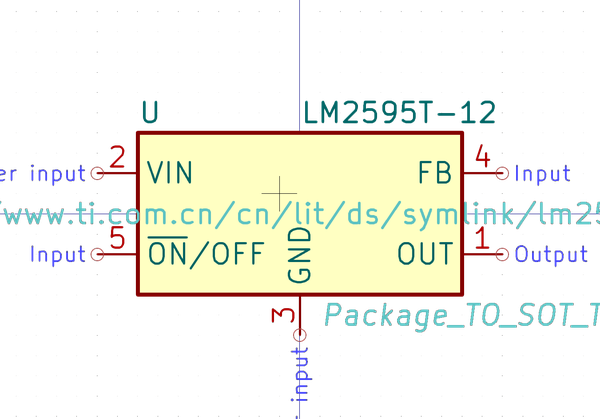 U LM2595T-12
2 4
er input VIN FB Input
/www.ti.com.cn/cn/lit/ds/symlink/lm25
5 1
Input ON/OFF GND OUT Output
3 Package_TO_SOT_T
input